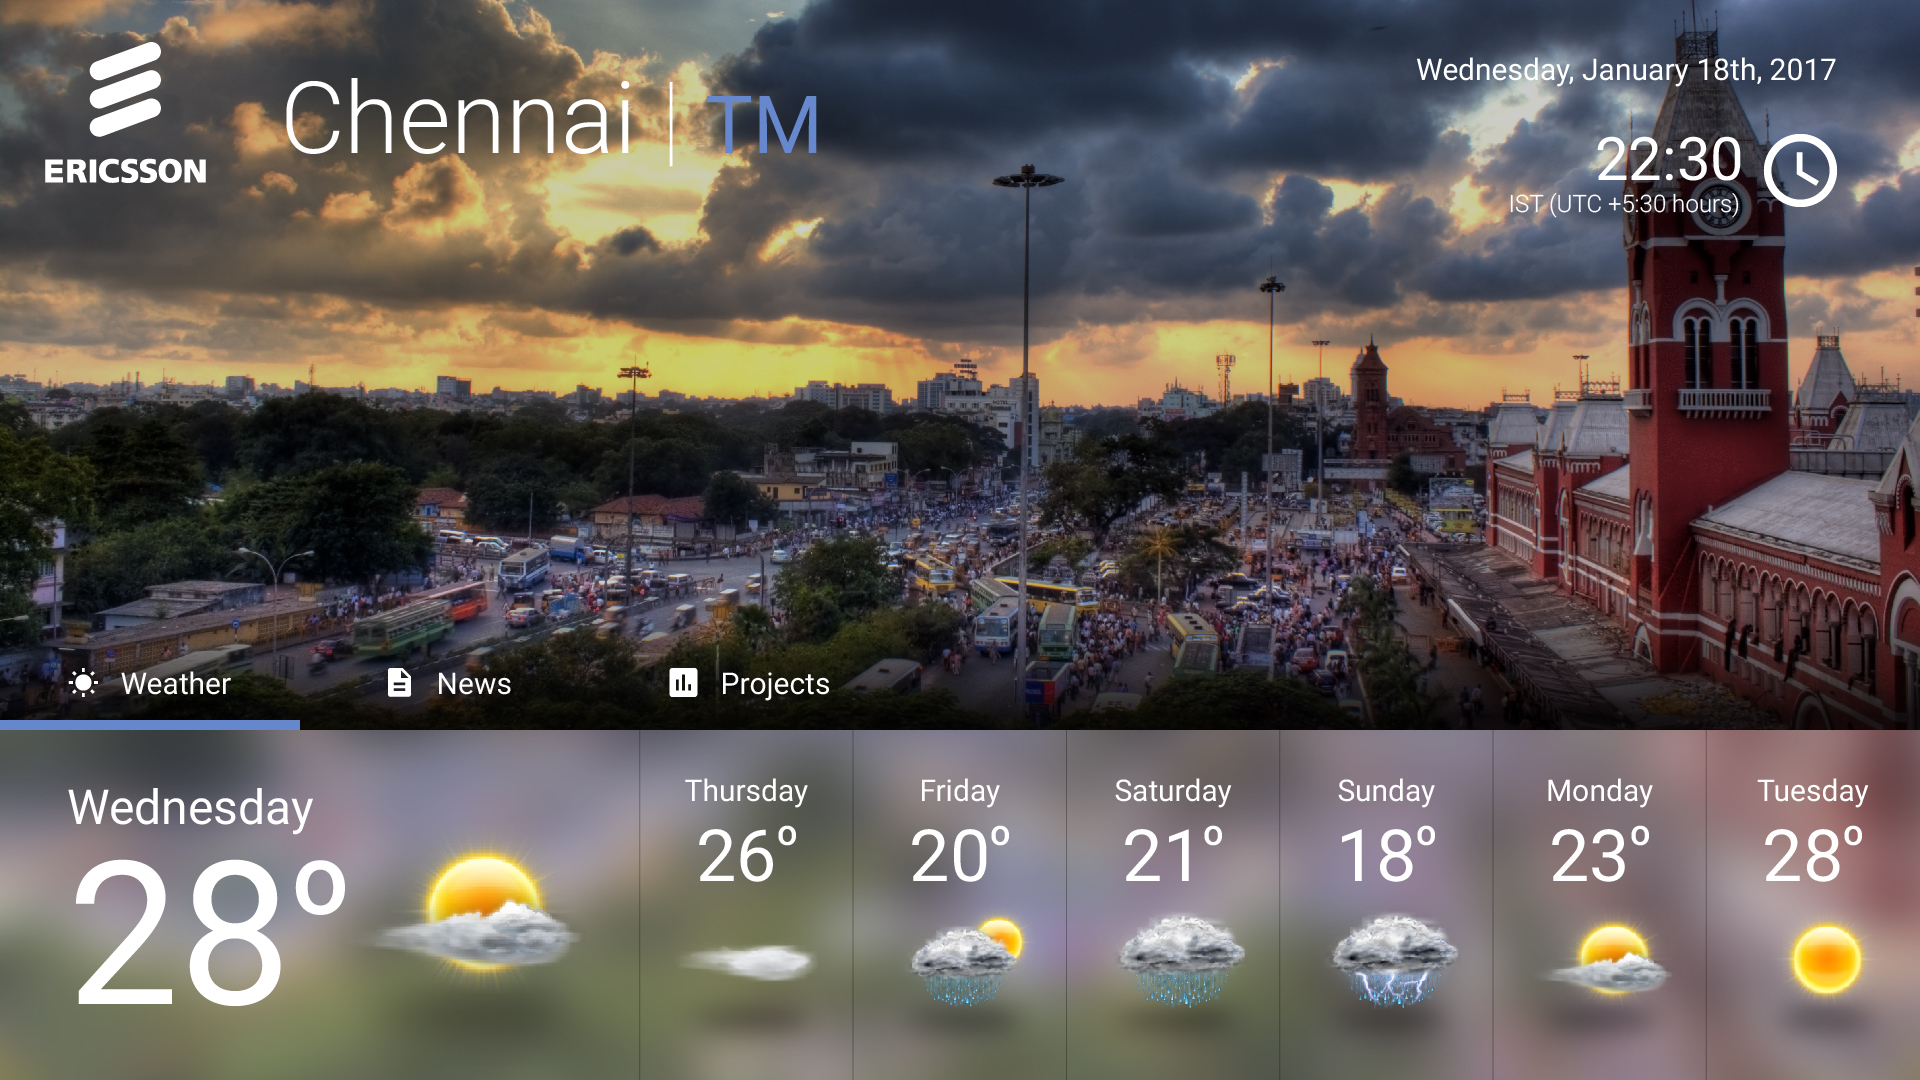 ERICSSON
Chennai | TM
Wednesday, January 18th, 2017
22:30
IST (UTC +5:30 hours)
Weather
News
Projects
Wednesday
28°
Thursday
26°
Friday
20°
Saturday
21°
Sunday
18°
Monday
23°
Tuesday
28°